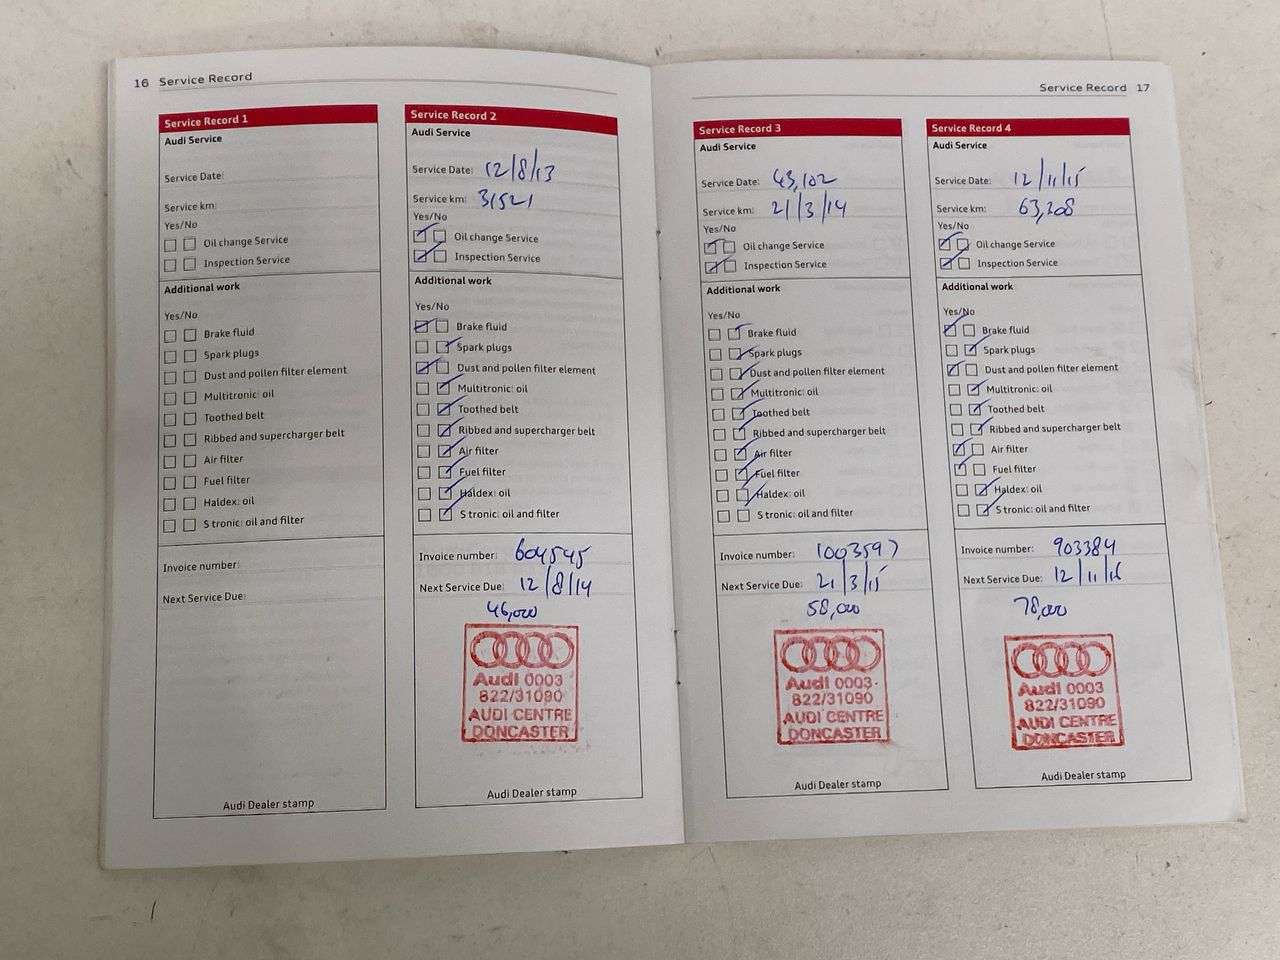 16 Service Record
Service Record 1
Audi Service
Service Date:
Service km:
Yes/No
Oil change Service
Inspection Service
Additional work
Yes/No
Brake fluid
Spark plugs
Dust and pollen filter element
Multitronic: oil
Toothed belt
Ribbed and supercharger belt
Air filter
Fuel filter
Haldex: oil
S tronic: oil and filter
Invoice number:
Next Service Due:
Audi Dealer stamp
Service Record 2
Audi Service
Service Date: 12/8/13
Service km: 31521
Yes/No
Oil change Service
Inspection Service
Additional work
Yes/No
Brake fluid
Spark plugs
Dust and pollen filter element
Multitronic: oil
Toothed belt
Ribbed and supercharger belt
Air filter
Fuel filter
Haldex: oil
S tronic: oil and filter
Invoice number: 604545
Next Service Due: 12/8/14
46,000
Audi 0003
822/31090
AUDI CENTRE
DONCASTER
Audi Dealer stamp
Service Record 17
Service Record 3
Audi Service
Service Date: 43,102
Service km: 21/3/14
Yes/No
Oil change Service
Inspection Service
Additional work
Yes/No
Brake fluid
Spark plugs
Dust and pollen filter element
Multitronic: oil
Toothed belt
Ribbed and supercharger belt
Air filter
Fuel filter
Haldex: oil
S tronic: oil and filter
Invoice number: 1003597
Next Service Due: 21/3/15
58,000
Audi 0003
822/31090
AUDI CENTRE
DONCASTER
Audi Dealer stamp
Service Record 4
Audi Service
Service Date: 12/11/15
Service km: 63,208
Yes/No
Oil change Service
Inspection Service
Additional work
Yes/No
Brake fluid
Spark plugs
Dust and pollen filter element
Multitronic: oil
Toothed belt
Ribbed and supercharger belt
Air filter
Fuel filter
Haldex: oil
S tronic: oil and filter
Invoice number: 903384
Next Service Due: 12/11/16
78,000
Audi 0003
822/31090
AUDI CENTRE
DONCASTER
Audi Dealer stamp